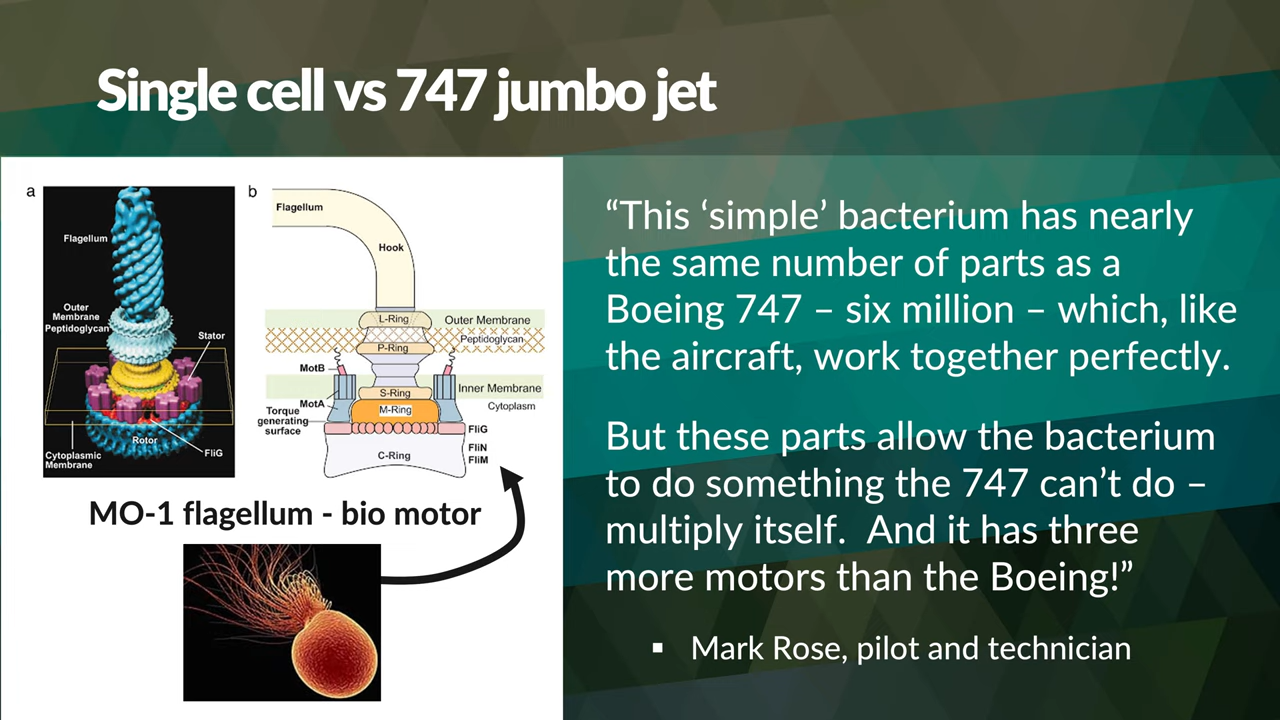 Single cell vs 747 jumbo jet
a
Flagellum
Outer
Membrane
Peptidoglycan
Stator
Rotor
FliG
Cytoplasmic
Membrane
b
Flagellum
Hook
L-Ring
Outer Membrane
Peptidoglycan
P-Ring
MotB
Inner Membrane
S-Ring
MotA
M-Ring
Cytoplasm
Torque
generating
surface
FliG
FliN
FliM
C-Ring
MO-1 flagellum - bio motor
“This ‘simple’ bacterium has nearly
the same number of parts as a
Boeing 747 – six million – which, like
the aircraft, work together perfectly.
But these parts allow the bacterium
to do something the 747 can’t do –
multiply itself.  And it has three
more motors than the Boeing!”
▪ Mark Rose, pilot and technician